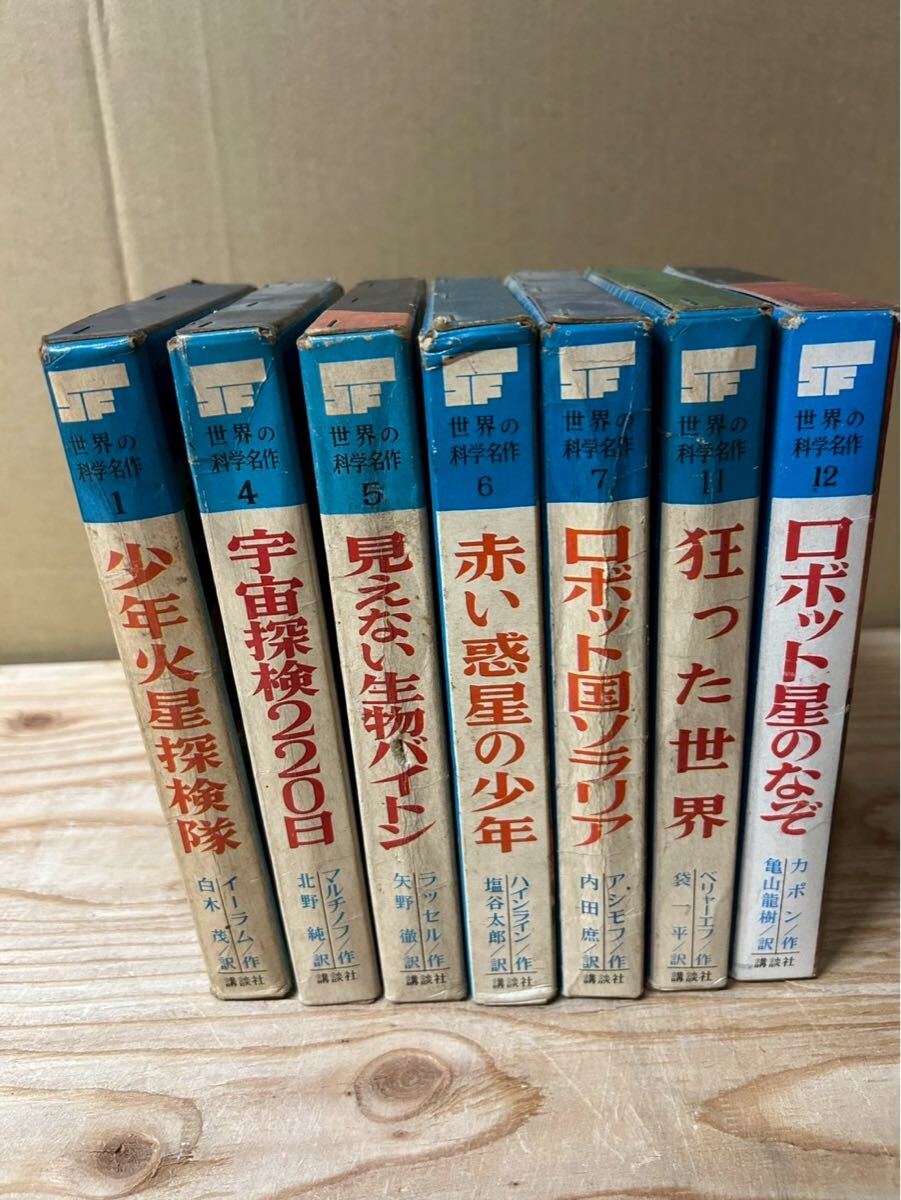 SF
世界の
科学名作
1
少年火星探検隊
イーラム/作
白木 茂/訳
講談社
SF
世界の
科学名作
4
宇宙探検220日
マルチノフ/作
北野 純/訳
講談社
SF
世界の
科学名作
5
見えない生物バイトン
ラッセル/作
矢野 徹/訳
講談社
SF
世界の
科学名作
6
赤い惑星の少年
ハインライン/作
塩谷太郎/訳
講談社
SF
世界の
科学名作
7
ロボット国ソラリア
アシモフ/作
内田 庶/訳
講談社
SF
世界の
科学名作
11
狂った世界
ベリャーエフ/作
袋 一平/訳
講談社
SF
世界の
科学名作
12
ロボット星のなぞ
カポン/作
亀山龍樹/訳
講談社